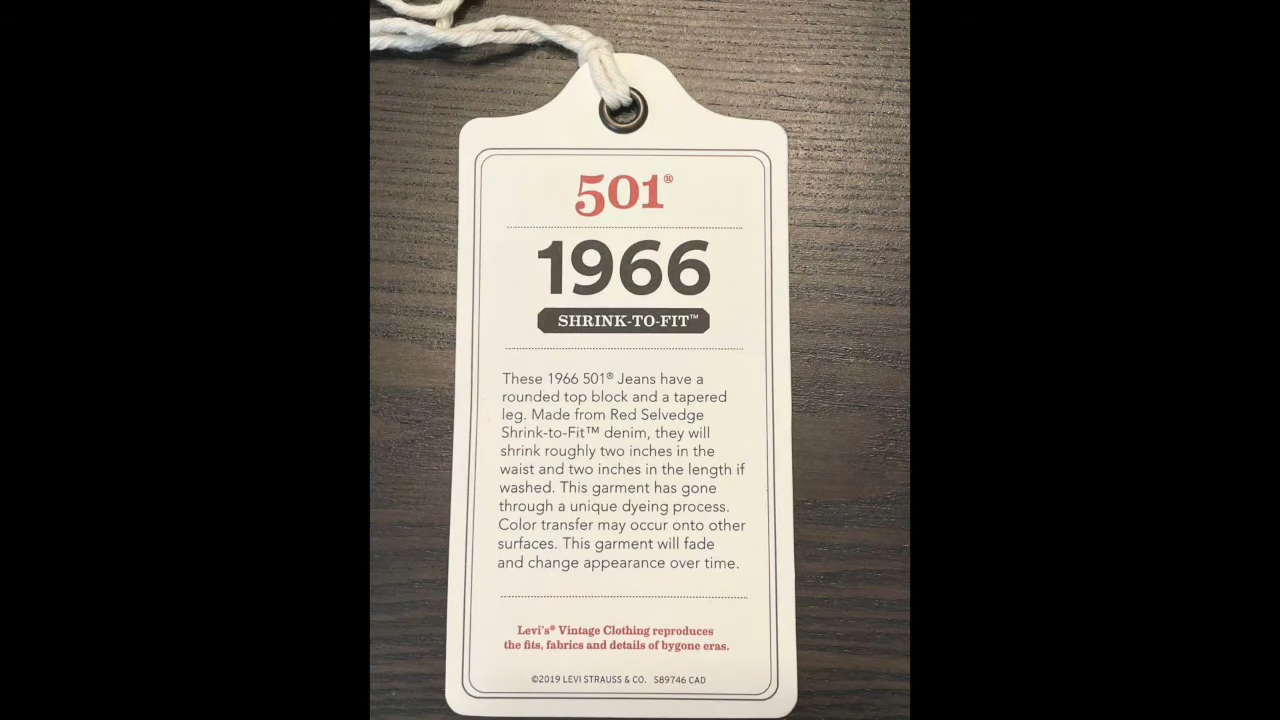 501®
1966
SHRINK-TO-FIT™
These 1966 501® Jeans have a
rounded top block and a tapered
leg. Made from Red Selvedge
Shrink-to-Fit™ denim, they will
shrink roughly two inches in the
waist and two inches in the length if
washed. This garment has gone
through a unique dyeing process.
Color transfer may occur onto other
surfaces. This garment will fade
and change appearance over time.
Levi's® Vintage Clothing reproduces
the fits, fabrics and details of bygone eras.
©2019 LEVI STRAUSS & CO. S89746 CAD